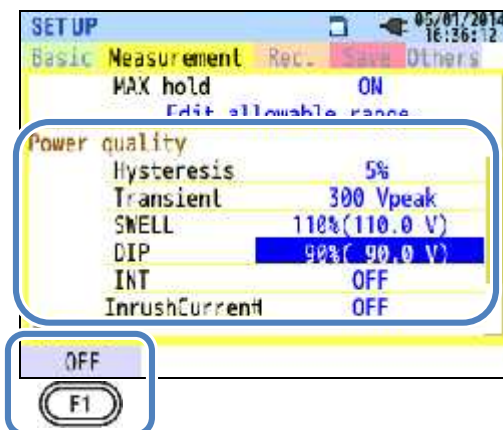 SET UP 05/01/2014
16:36:12
Basic Measurement Rec. Save Others
MAX hold ON
Edit allowable range
Power quality
Hysteresis 5%
Transient 300 Vpeak
SWELL 110%(110.0 V)
DIP 90%( 90.0 V)
INT OFF
InrushCurrent OFF
OFF
F1